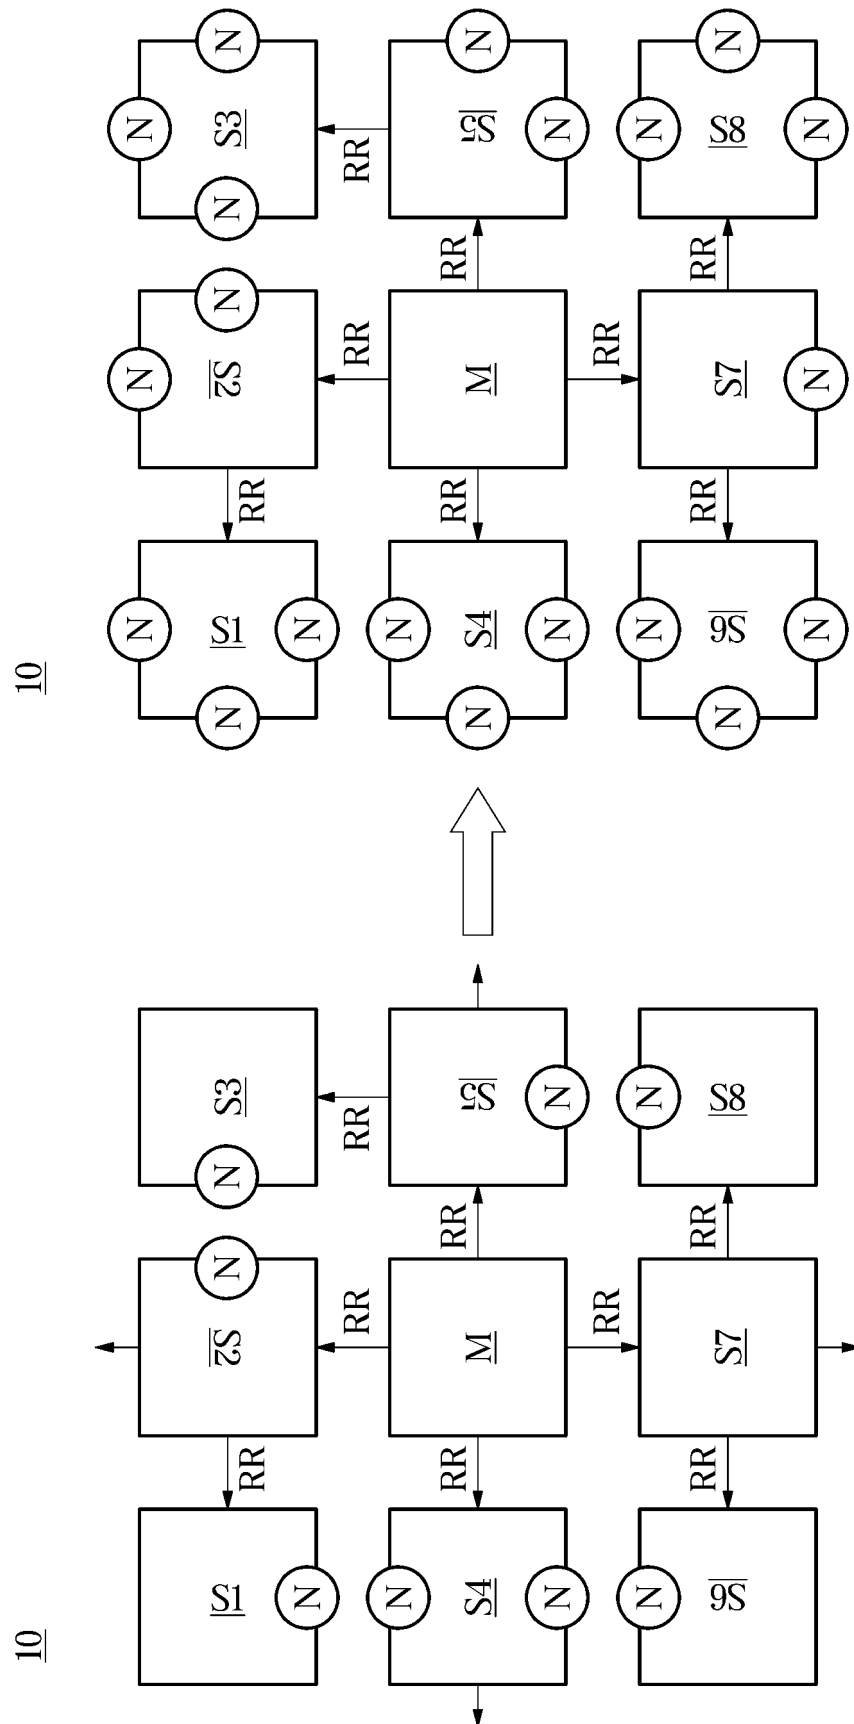 N N N
N S3 S5 N N S8 N
RR
N
RR RR
N
RR RR
N S2 M S7 N
RR RR RR
N S1 N N S4 N N S6 N
10
N N N
S3 S5 N N S8
RR
N
RR RR
N
RR RR
S2 M S7
RR RR RR
S1 N N S4 N N S6
10